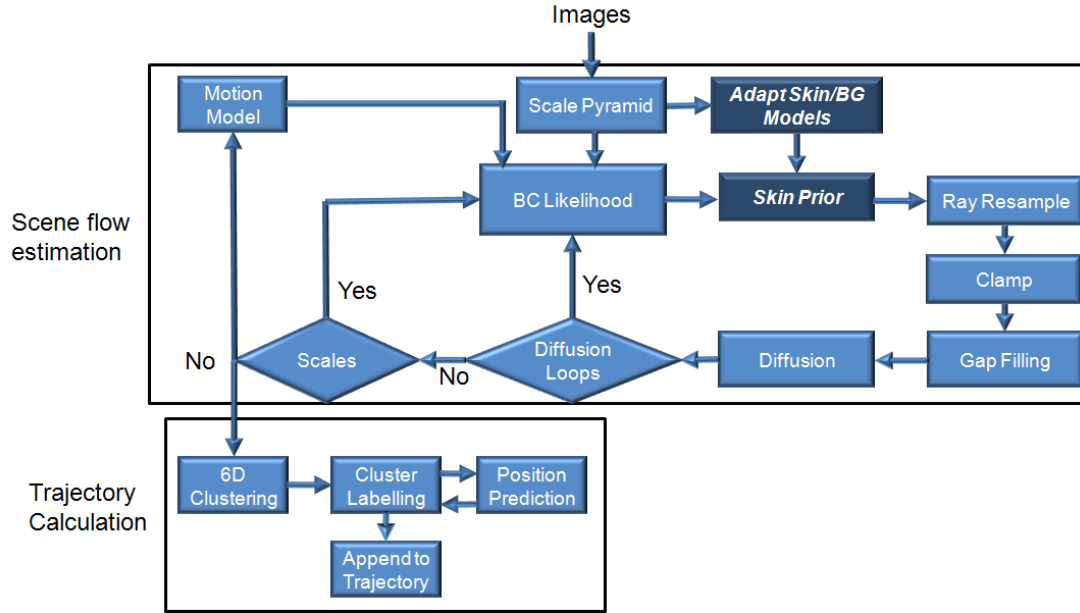 Images
Motion
Model
Scale Pyramid
Adapt Skin/BG
Models
BC Likelihood
Skin Prior
Ray Resample
Scene flow
estimation
Clamp
Yes
Yes
No
Scales
No
Diffusion
Loops
Diffusion
Gap Filling
Trajectory
Calculation
6D
Clustering
Cluster
Labelling
Position
Prediction
Append to
Trajectory